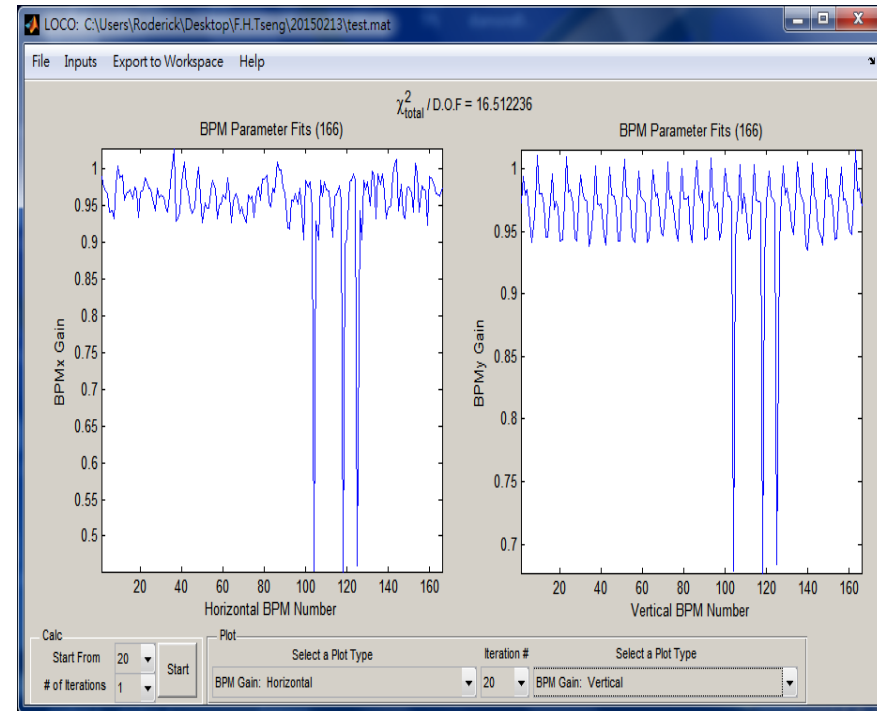 LOCO: C:\Users\Roderick\Desktop\F.H.Tseng\20150213\test.mat
File Inputs Export to Workspace Help
χ²total / D.O.F = 16.512236
BPM Parameter Fits (166)
BPM Parameter Fits (166)
1
0.95
0.9
0.85
0.8
0.75
0.7
0.65
0.6
0.55
0.5
BPMx Gain
20 40 60 80 100 120 140 160
Horizontal BPM Number
1
0.95
0.9
0.85
0.8
0.75
0.7
BPMy Gain
20 40 60 80 100 120 140 160
Vertical BPM Number
Calc
Start From 20
# of Iterations 1
Start
Plot
Select a Plot Type Iteration # Select a Plot Type
BPM Gain: Horizontal 20 BPM Gain: Vertical